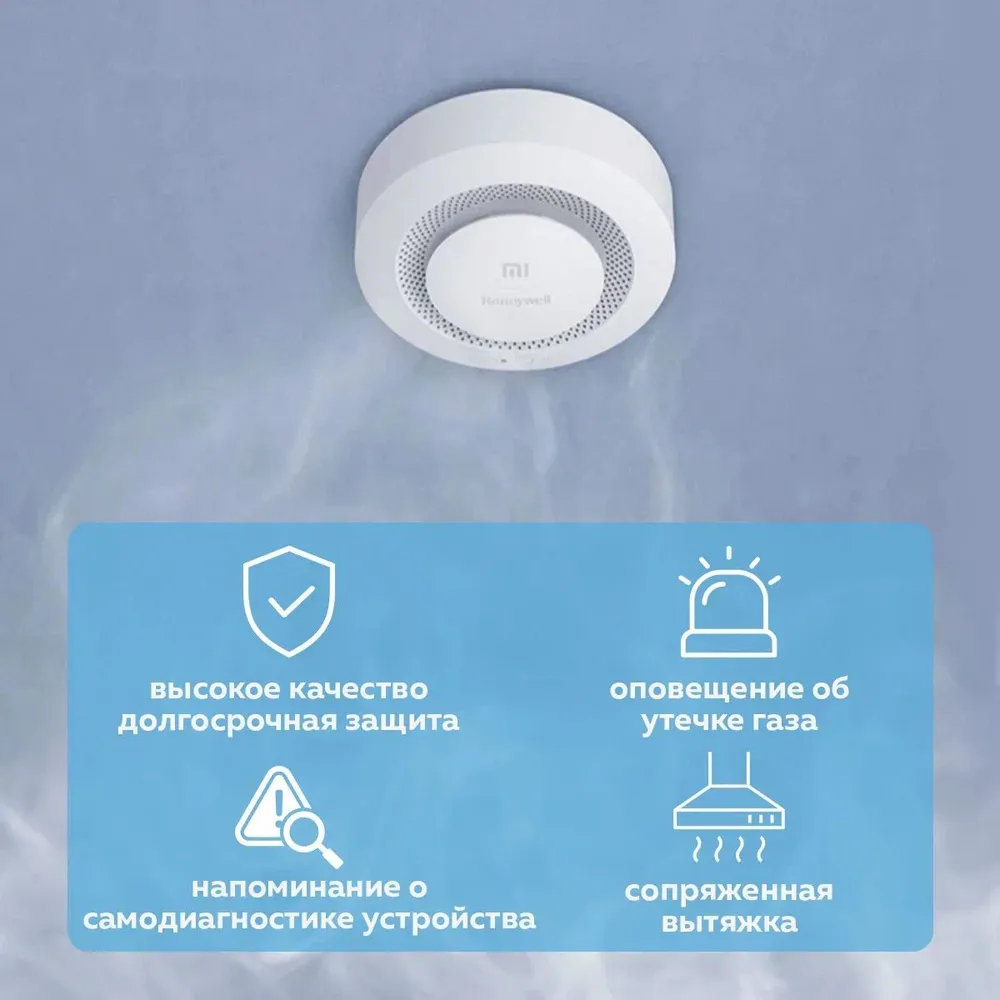 mi
Honeywell
высокое качество
долгосрочная защита
оповещение об
утечке газа
напоминание о
самодиагностике устройства
сопряженная
вытяжка